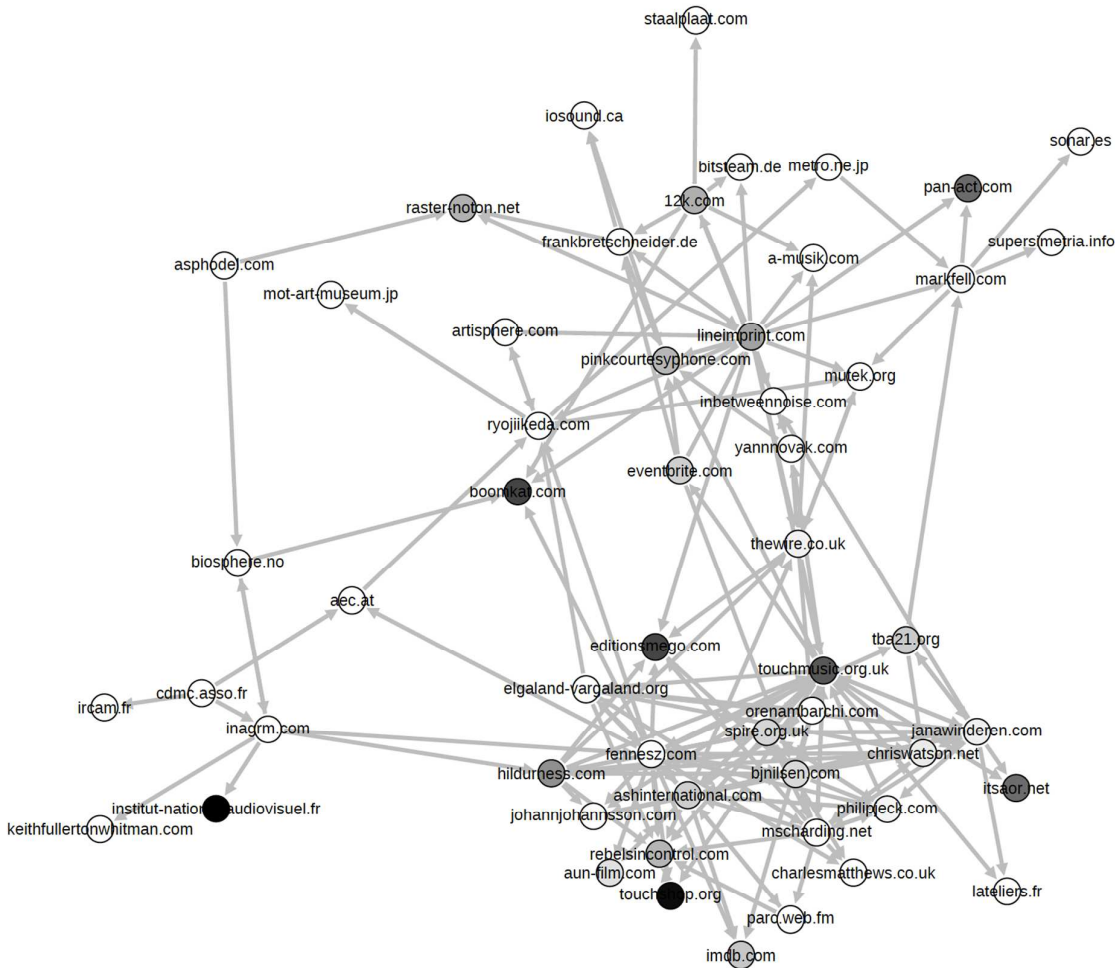 staalplaat.com
iosound.ca
sonar.es
bitsteam.de
metro.ne.jp
pan-act.com
12k.com
raster-noton.net
frankbretschneider.de
supersimetria.info
a-musik.com
asphodel.com
markfell.com
mot-art-museum.jp
artisphere.com
lineimprint.com
pinkcourtesyphone.com
mutek.org
inbetweennoise.com
ryojiikeda.com
yannnovak.com
eventbrite.com
boomkat.com
thewire.co.uk
biosphere.no
aec.at
tba21.org
editionsmego.com
touchmusic.org.uk
elgaland-vargaland.org
cdmc.asso.fr
ircam.fr
orenambarchi.com
inagrm.com
spire.org.uk
janawinderen.com
fennesz.com
chriswatson.net
hildurness.com
bjnilsen.com
itsaor.net
ashinternational.com
institut-national-audiovisuel.fr
philipjeck.com
johannjohannsson.com
keithfullertonwhitman.com
mscharding.net
rebelsincontrol.com
aun-film.com
charlesmatthews.co.uk
touchshop.org
lateliers.fr
parc.web.fm
imdb.com